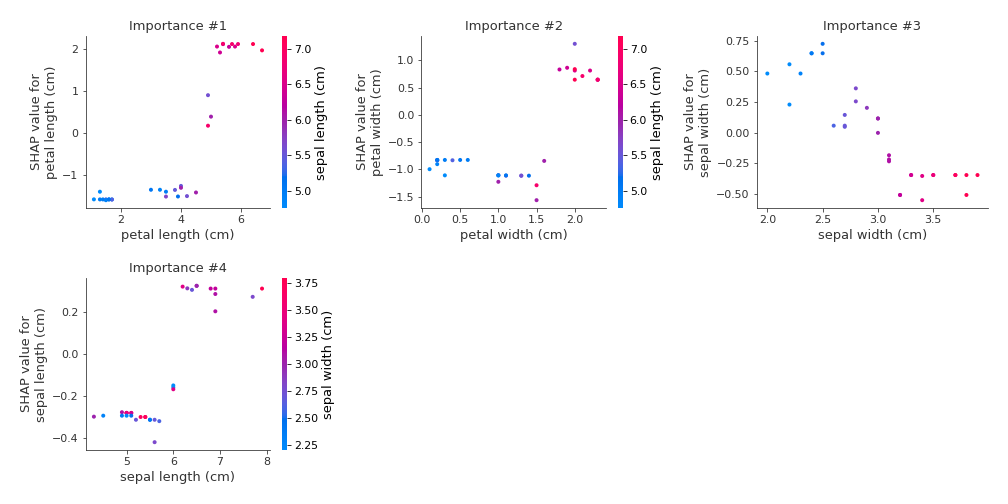 Importance #1
SHAP value for
petal length (cm)
2
1
0
−1
2
4
6
petal length (cm)
7.0
6.5
6.0
5.5
5.0
sepal length (cm)
Importance #2
SHAP value for
petal width (cm)
1.0
0.5
0.0
−0.5
−1.0
−1.5
0.0
0.5
1.0
1.5
2.0
petal width (cm)
7.0
6.5
6.0
5.5
5.0
sepal length (cm)
Importance #3
SHAP value for
sepal width (cm)
0.75
0.50
0.25
0.00
−0.25
−0.50
2.0
2.5
3.0
3.5
sepal width (cm)
Importance #4
SHAP value for
sepal length (cm)
0.2
0.0
−0.2
−0.4
5
6
7
8
sepal length (cm)
3.75
3.50
3.25
3.00
2.75
2.50
2.25
sepal width (cm)